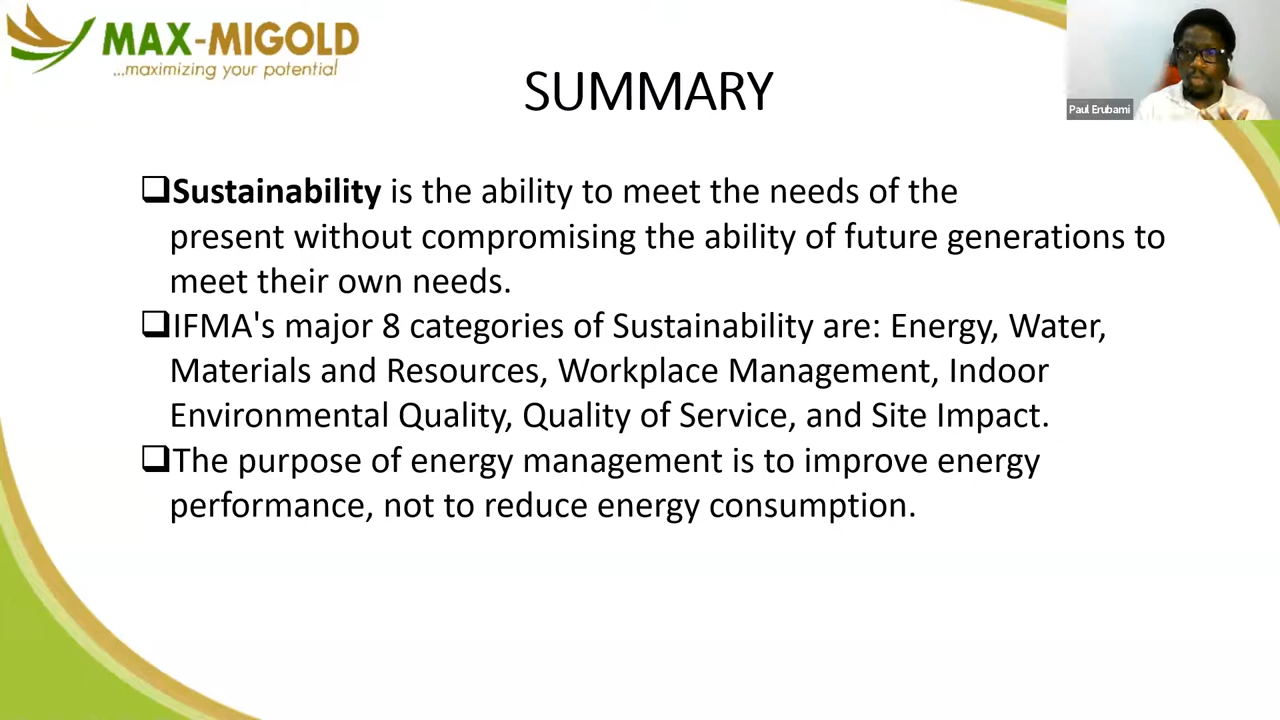 MAX-MIGOLD
...maximizing your potential
SUMMARY
Paul Erubami
❑Sustainability is the ability to meet the needs of the
present without compromising the ability of future generations to
meet their own needs.
❑IFMA's major 8 categories of Sustainability are: Energy, Water,
Materials and Resources, Workplace Management, Indoor
Environmental Quality, Quality of Service, and Site Impact.
❑The purpose of energy management is to improve energy
performance, not to reduce energy consumption.